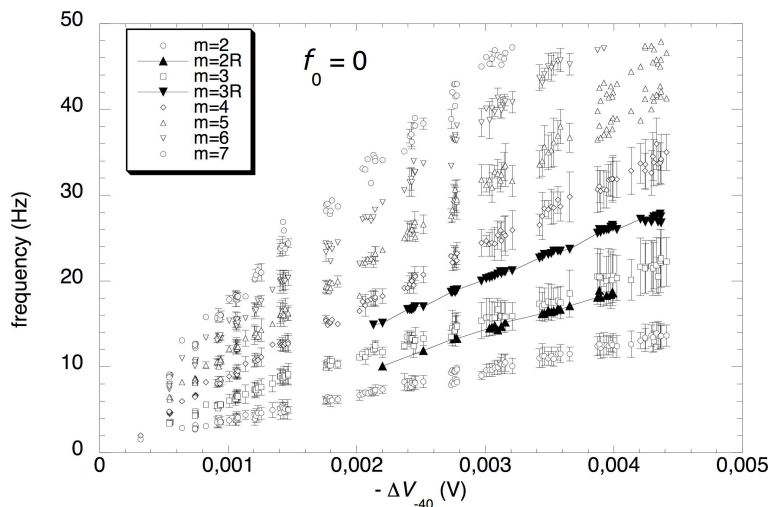 50
40
30
20
10
0
frequency (Hz)
m=2
m=2R
m=3
m=3R
m=4
m=5
m=6
m=7
f0 = 0
0
0,001
0,002
0,003
0,004
0,005
- ΔV-40 (V)